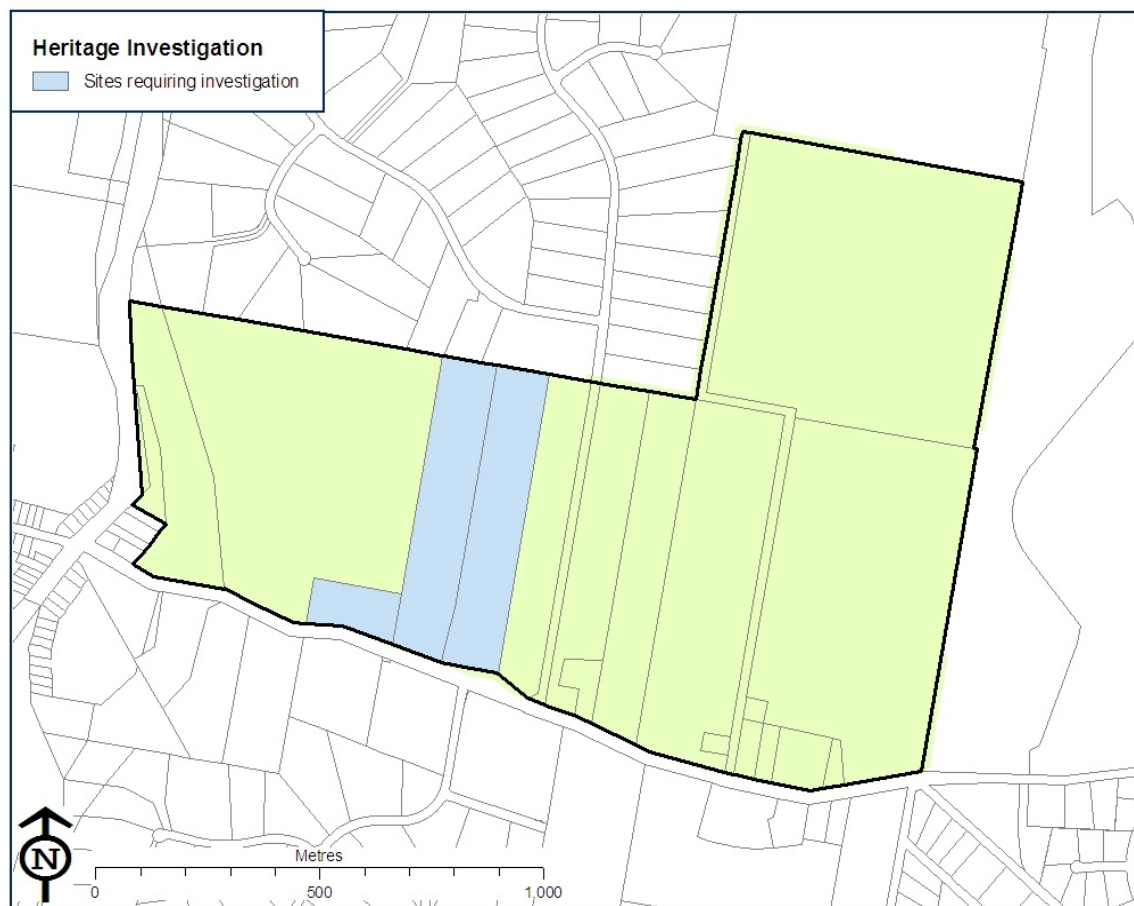 Heritage Investigation
Sites requiring investigation
N
Metres
0 500 1,000